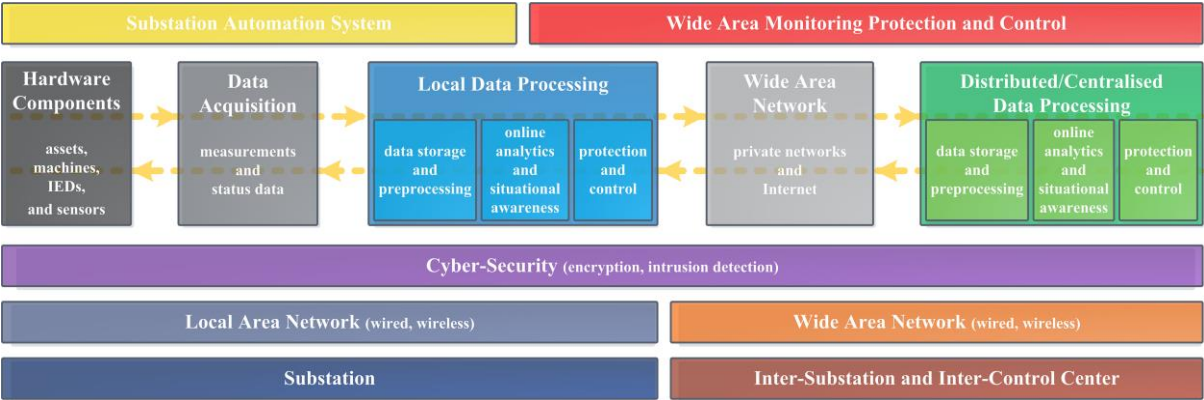 Substation Automation System
Wide Area Monitoring Protection and Control
Hardware
Components
assets,
machines,
IEDs,
and sensors
Data
Acquisition
measurements
and
status data
Local Data Processing
data storage
and
preprocessing
online
analytics
and
situational
awareness
protection
and
control
Wide Area
Network
private networks
and
Internet
Distributed/Centralised
Data Processing
data storage
and
preprocessing
online
analytics
and
situational
awareness
protection
and
control
Cyber-Security (encryption, intrusion detection)
Local Area Network (wired, wireless)
Wide Area Network (wired, wireless)
Substation
Inter-Substation and Inter-Control Center